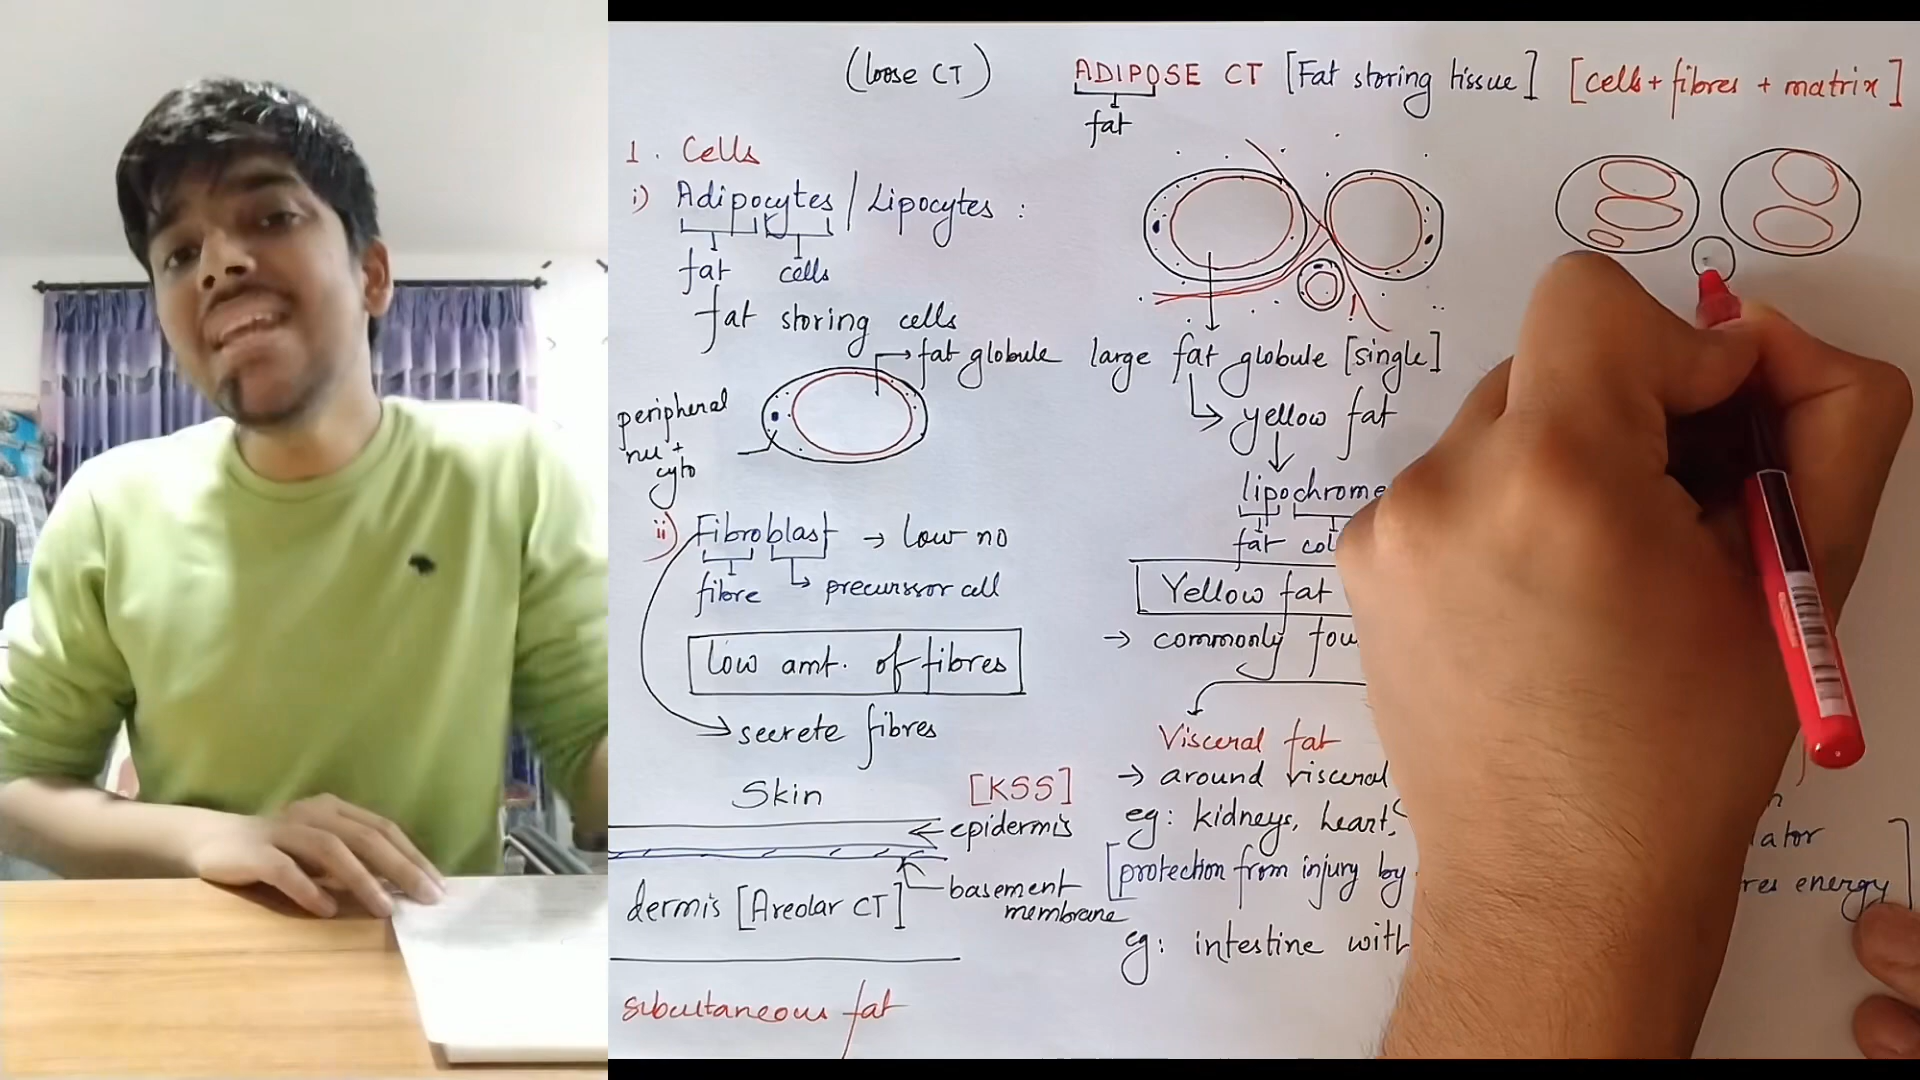 (loose CT) ADIPOSE CT [Fat storing tissue] [cells + fibres + matrix]
fat
1. Cells
i) Adipocytes / Lipocytes :
fat cells
fat storing cells
fat globule
peripheral
nu +
cyto
ii) Fibroblast → low no
fibre precurssor cell
low amt. of fibres
secrete fibres
Skin [KSS]
epidermis
basement
membrane
dermis [Areolar CT]
subcutaneous fat
large fat globule [single]
yellow fat
lipochrome
fat
Yellow fat
→ commonly
Visceral fat
→ around visceral
eg: kidneys, heart,
[protection from injury by
eg: intestine with
energy]